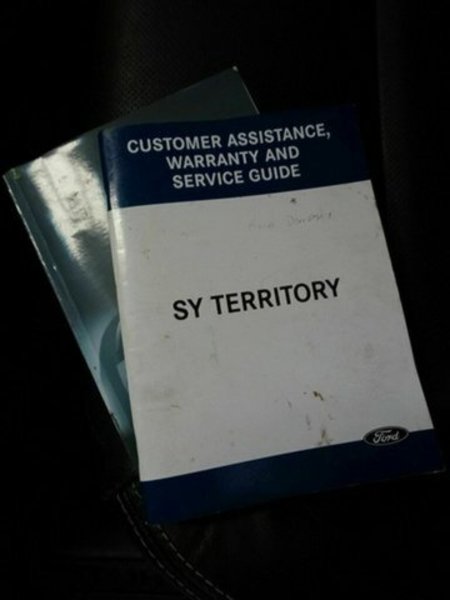 CUSTOMER ASSISTANCE,
WARRANTY AND
SERVICE GUIDE
SY TERRITORY
Ford